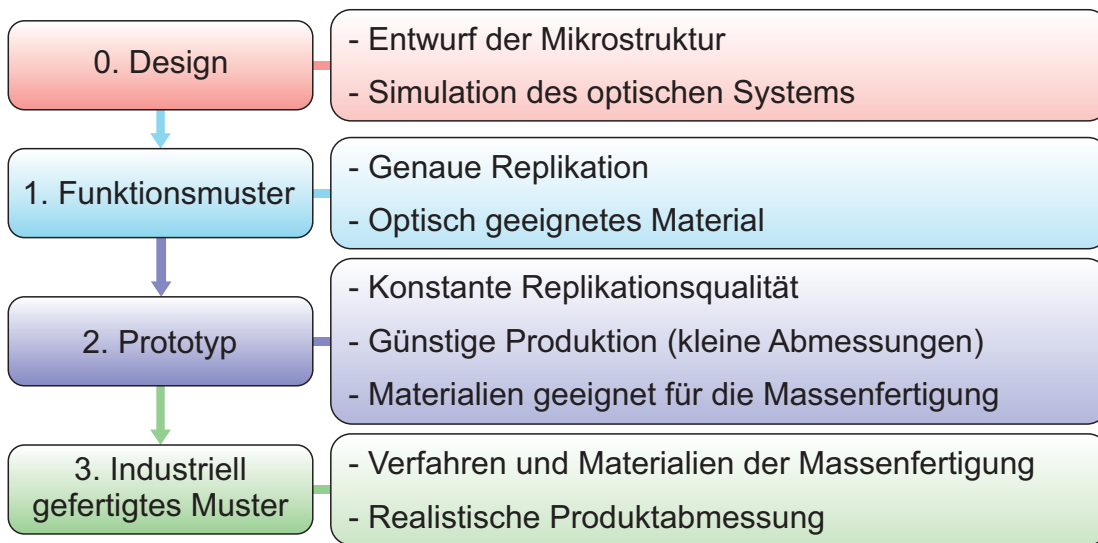 0. Design
- Entwurf der Mikrostruktur
- Simulation des optischen Systems
1. Funktionsmuster
- Genaue Replikation
- Optisch geeignetes Material
2. Prototyp
- Konstante Replikationsqualität
- Günstige Produktion (kleine Abmessungen)
- Materialien geeignet für die Massenfertigung
3. Industriell
gefertigtes Muster
- Verfahren und Materialien der Massenfertigung
- Realistische Produktabmessung